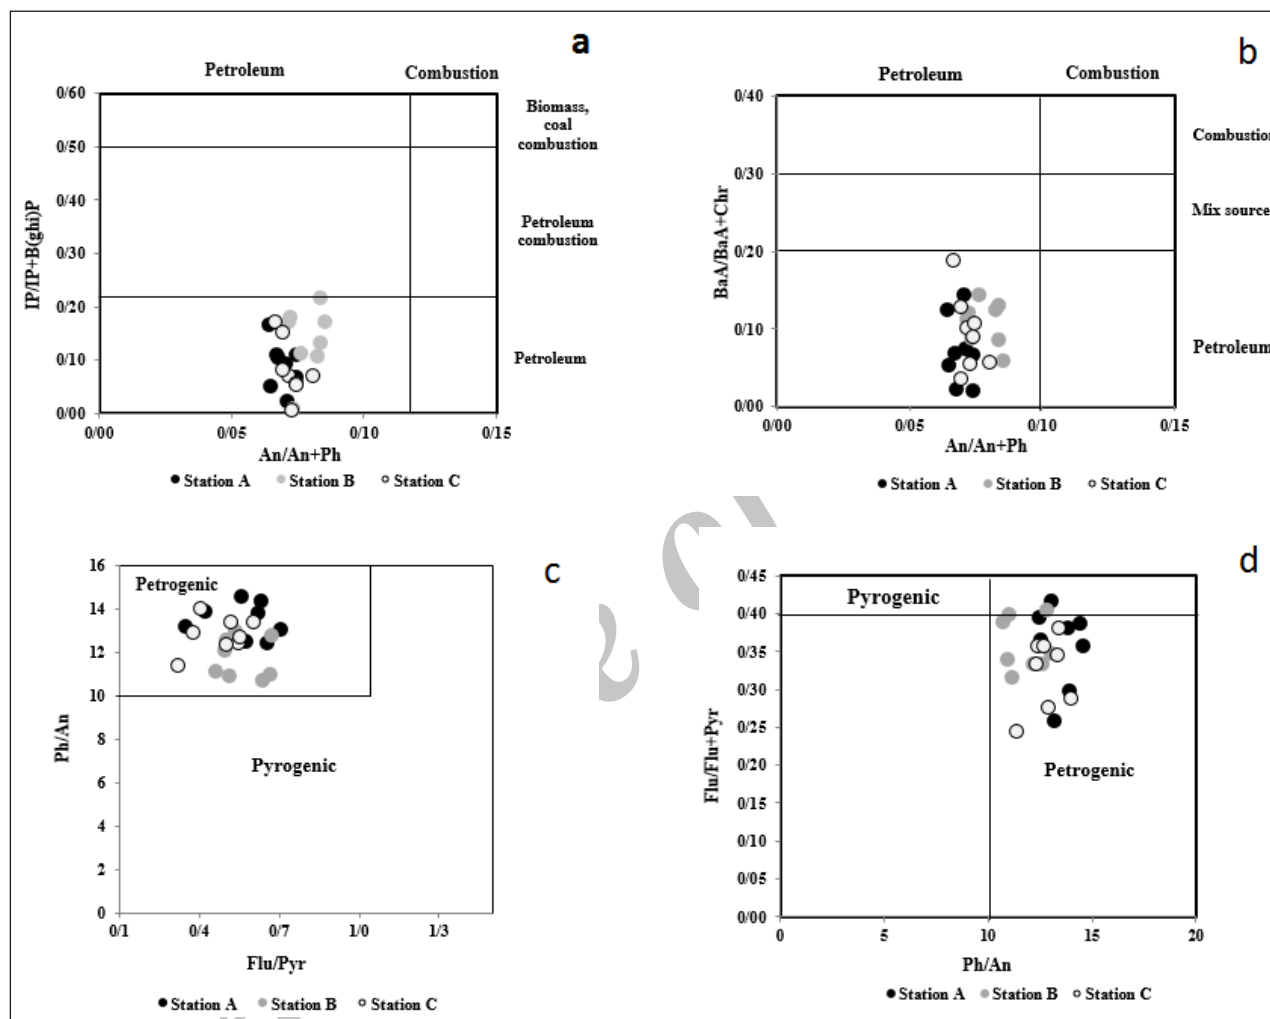 a
Petroleum Combustion
0/60
0/50
0/40
0/30
0/20
0/10
0/00
IP/IP+B(ghi)P
Biomass,
coal
combustion
Petroleum
combustion
Petroleum
0/00 0/05 0/10 0/15
An/An+Ph
Station A Station B Station C
b
Petroleum Combustion
0/40
0/30
0/20
0/10
0/00
BaA/BaA+Chr
Combustion
Mix source
Petroleum
0/00 0/05 0/10 0/15
An/An+Ph
Station A Station B Station C
c
16
14
12
10
8
6
4
2
0
Ph/An
Petrogenic
Pyrogenic
0/1 0/4 0/7 1/0 1/3
Flu/Pyr
Station A Station B Station C
d
0/45
0/40
0/35
0/30
0/25
0/20
0/15
0/10
0/05
0/00
Flu/Flu+Pyr
Pyrogenic
Petrogenic
0 5 10 15 20
Ph/An
Station A Station B Station C